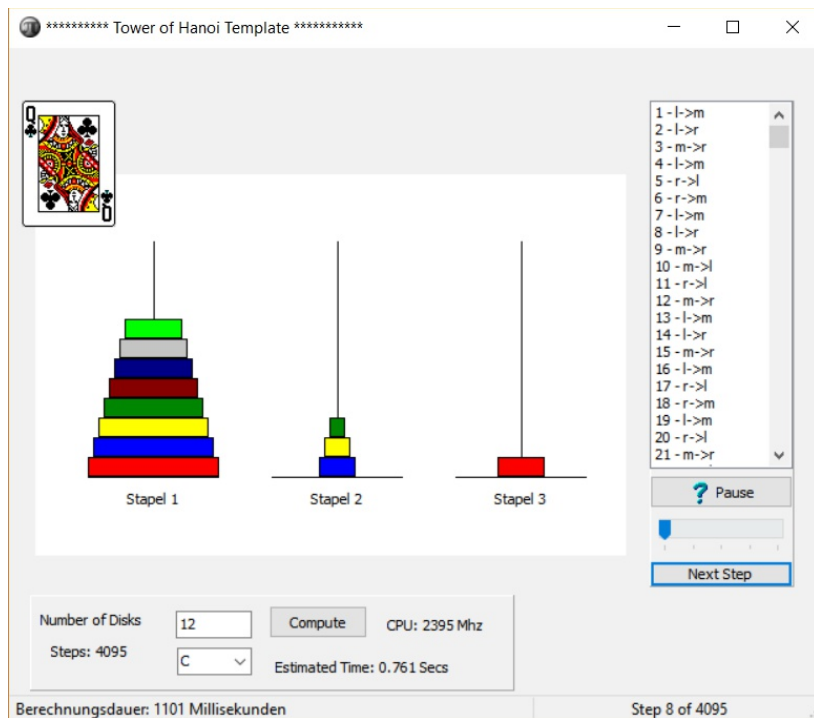 ********** Tower of Hanoi Template ***********
Q
Q
1 - l->m
2 - l->r
3 - m->r
4 - l->m
5 - r->l
6 - r->m
7 - l->m
8 - l->r
9 - m->r
10 - m->l
11 - r->l
12 - m->r
13 - l->m
14 - l->r
15 - m->r
16 - l->m
17 - r->l
18 - r->m
19 - l->m
20 - r->l
21 - m->r
Stapel 1
Stapel 2
Stapel 3
? Pause
Next Step
Number of Disks
12
Compute
CPU: 2395 Mhz
Steps: 4095
C
Estimated Time: 0.761 Secs
Berechnungsdauer: 1101 Millisekunden
Step 8 of 4095